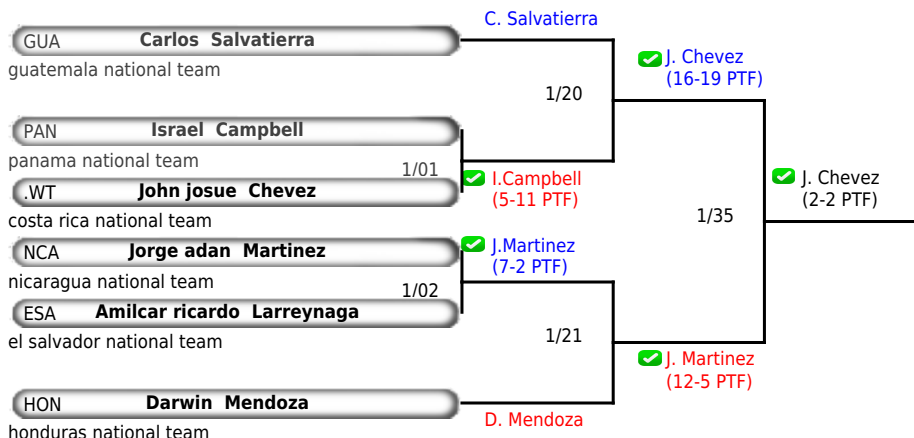 C. Salvatierra
GUA Carlos Salvatierra
guatemala national team
J. Chevez
(16-19 PTF)
1/20
PAN Israel Campbell
panama national team
1/01
I.Campbell
(5-11 PTF)
J. Chevez
(2-2 PTF)
.WT John josue Chevez
costa rica national team
1/35
NCA Jorge adan Martinez
nicaragua national team
J.Martinez
(7-2 PTF)
1/02
ESA Amilcar ricardo Larreynaga
el salvador national team
1/21
J. Martinez
(12-5 PTF)
HON Darwin Mendoza
honduras national team
D. Mendoza